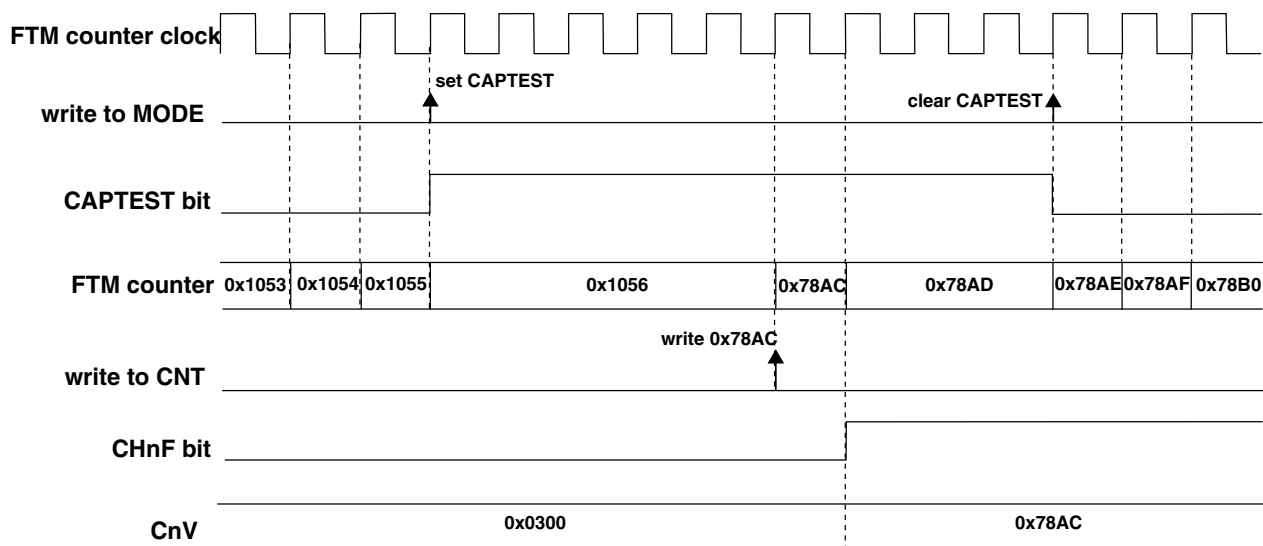 FTM counter clock
set CAPTEST
write to MODE
clear CAPTEST
CAPTEST bit
FTM counter 0x1053 0x1054 0x1055 0x1056 0x78AC 0x78AD 0x78AE 0x78AF 0x78B0
write 0x78AC
write to CNT
CHnF bit
CnV 0x0300 0x78AC